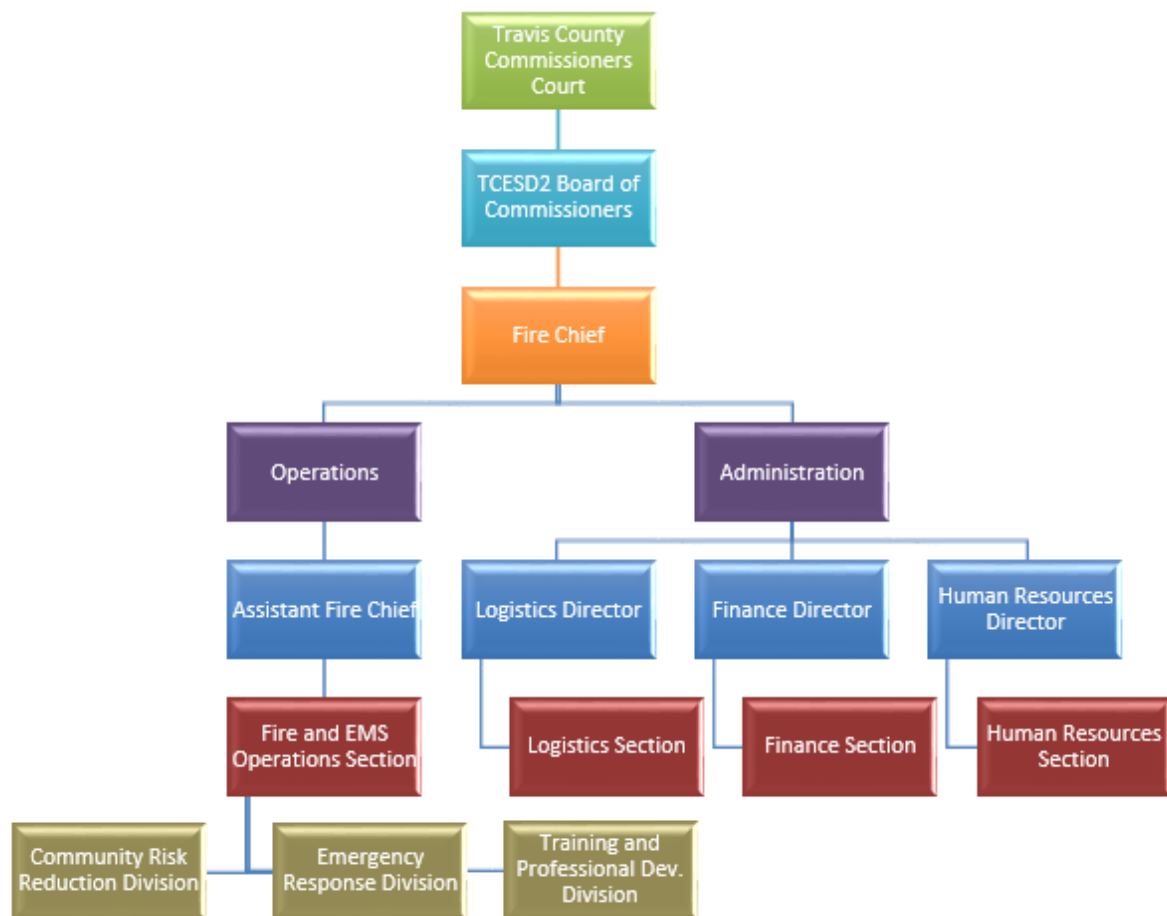 Travis County
Commissioners
Court
TCESD2 Board of
Commissioners
Fire Chief
Operations
Administration
Assistant Fire Chief
Logistics Director
Finance Director
Human Resources
Director
Fire and EMS
Operations Section
Logistics Section
Finance Section
Human Resources
Section
Community Risk
Reduction Division
Emergency
Response Division
Training and
Professional Dev.
Division